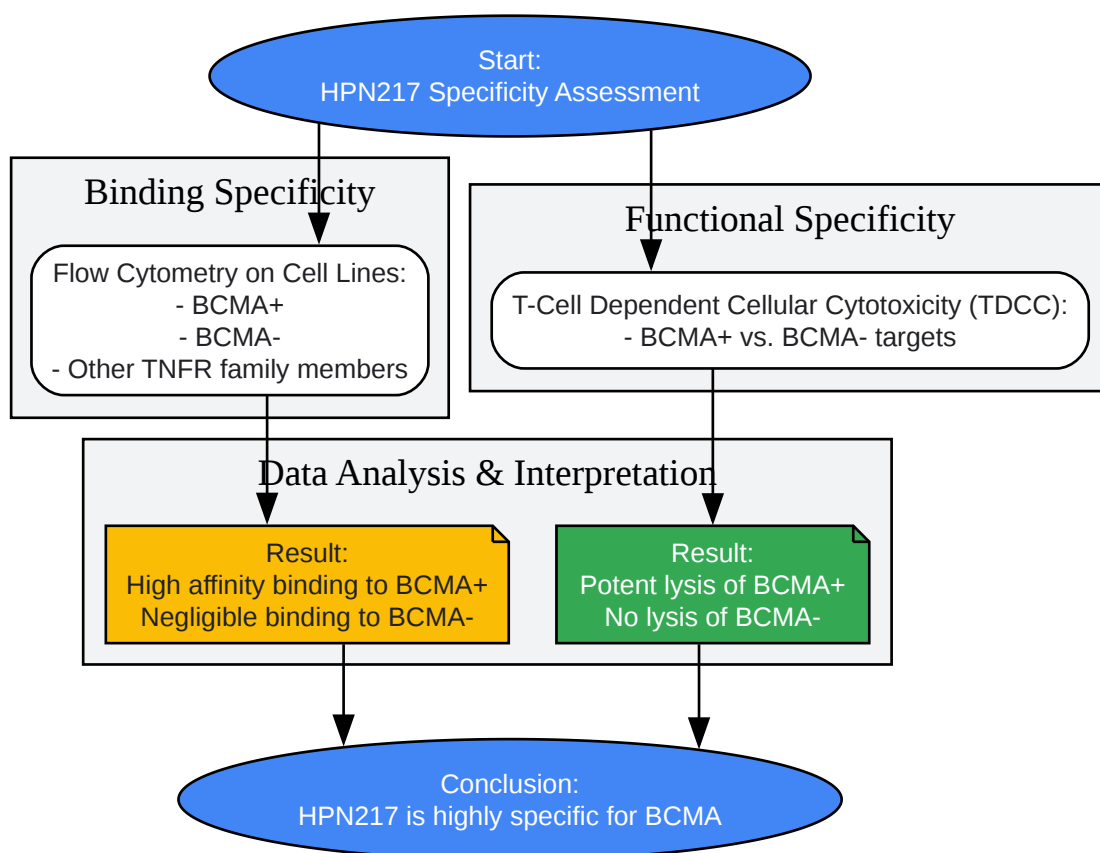 Start:
HPN217 Specificity Assessment
Binding Specificity
Flow Cytometry on Cell Lines:
- BCMA+
- BCMA-
- Other TNFR family members
Functional Specificity
T-Cell Dependent Cellular Cytotoxicity (TDCC):
- BCMA+ vs. BCMA- targets
Data Analysis & Interpretation
Result:
High affinity binding to BCMA+
Negligible binding to BCMA-
Result:
Potent lysis of BCMA+
No lysis of BCMA-
Conclusion:
HPN217 is highly specific for BCMA